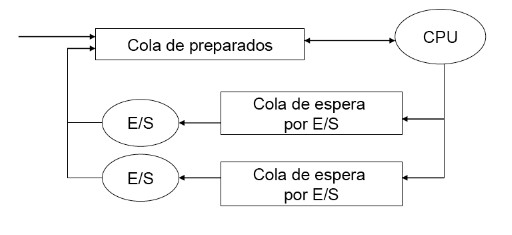 Cola de preparados
CPU
E/S
Cola de espera
por E/S
E/S
Cola de espera
por E/S